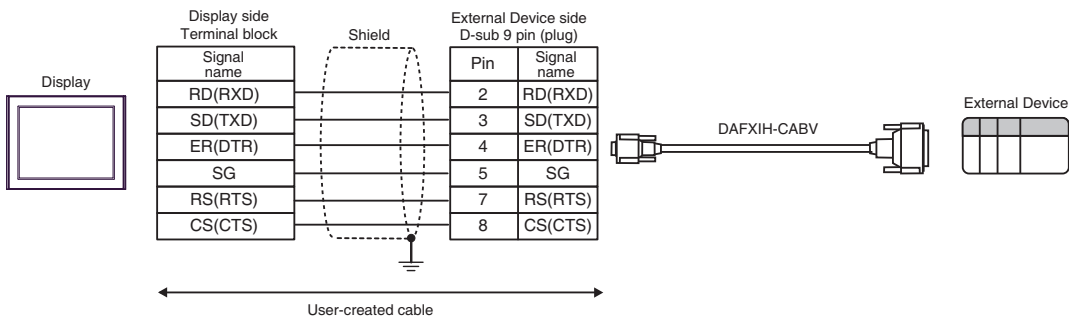 Display side
Terminal block
Shield
External Device side
D-sub 9 pin (plug)
Signal
name
Pin
Signal
name
RD(RXD)
2
RD(RXD)
SD(TXD)
3
SD(TXD)
ER(DTR)
4
ER(DTR)
SG
5
SG
RS(RTS)
7
RS(RTS)
CS(CTS)
8
CS(CTS)
Display
DAFXIH-CABV
External Device
User-created cable